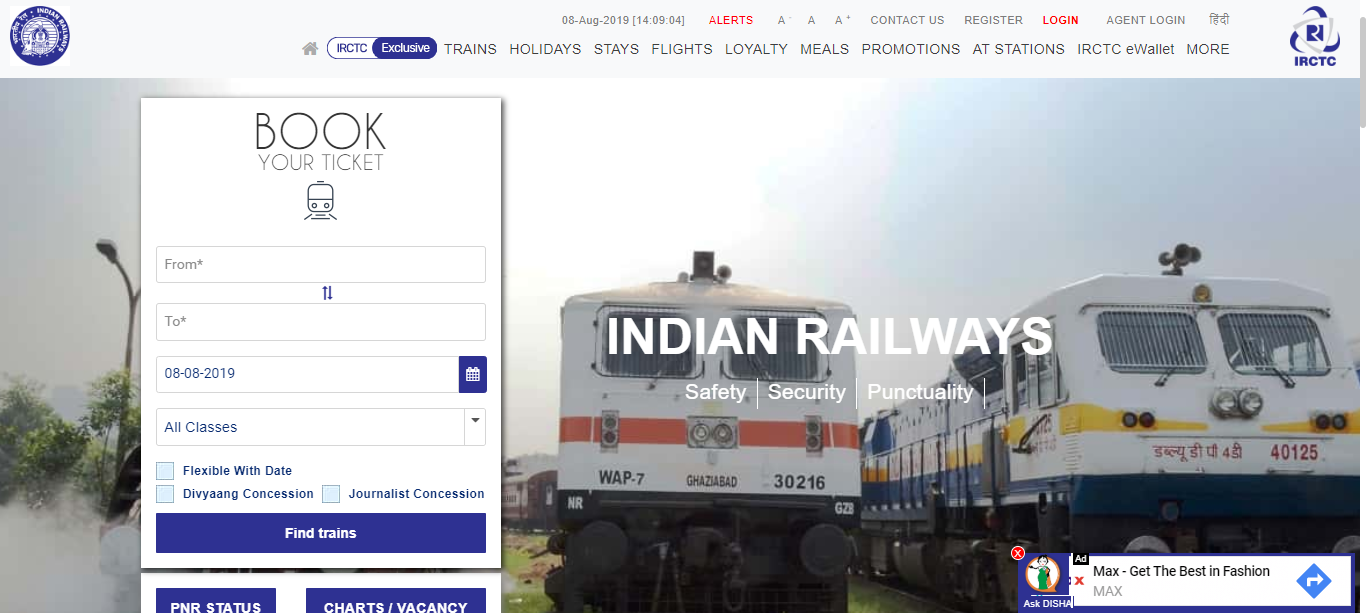 INDIAN RAILWAYS
08-Aug-2019 [14:09:04] ALERTS A - A A + CONTACT US REGISTER LOGIN AGENT LOGIN हिंदी
IRCTC Exclusive TRAINS HOLIDAYS STAYS FLIGHTS LOYALTY MEALS PROMOTIONS AT STATIONS IRCTC eWallet MORE
IRCTC
BOOK
YOUR TICKET
From*
To*
08-08-2019
All Classes
Flexible With Date
Divyaang Concession Journalist Concession
Find trains
PNR STATUS CHARTS / VACANCY
INDIAN RAILWAYS
Safety Security Punctuality
WAP-7 GHAZIABAD 30216
NR GZB
डब्ल्यू डी पी 4डी 40125
Ask DISHA
Ad
Max - Get The Best in Fashion
MAX